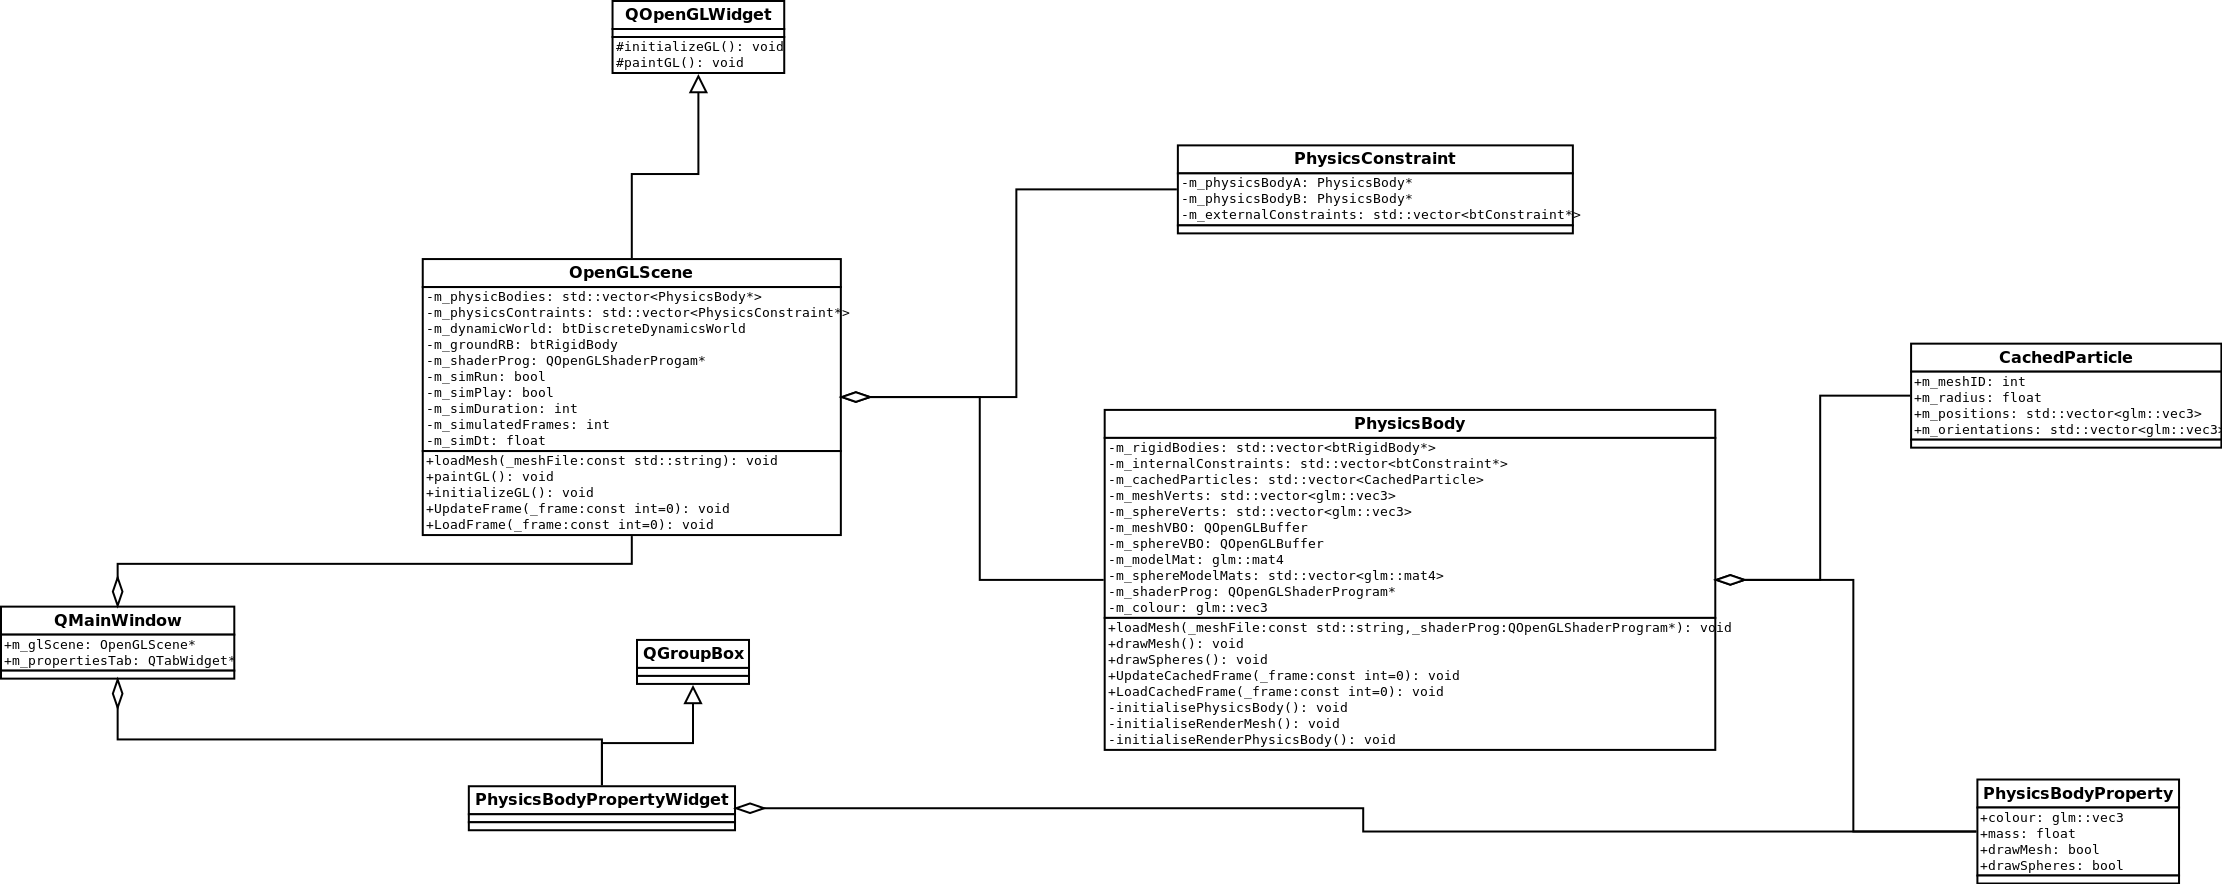 QOpenGLWidget
#initializeGL(): void
#paintGL(): void
PhysicsConstraint
-m_physicsBodyA: PhysicsBody*
-m_physicsBodyB: PhysicsBody*
-m_externalConstraints: std::vector<btConstraint*>
OpenGLScene
-m_physicBodies: std::vector<PhysicsBody*>
-m_physicsContraints: std::vector<PhysicsConstraint*>
-m_dynamicWorld: btDiscreteDynamicsWorld
-m_groundRB: btRigidBody
-m_shaderProg: QOpenGLShaderProgam*
-m_simRun: bool
-m_simPlay: bool
-m_simDuration: int
-m_simulatedFrames: int
-m_simDt: float
+loadMesh(_meshFile:const std::string): void
+paintGL(): void
+initializeGL(): void
+UpdateFrame(_frame:const int=0): void
+LoadFrame(_frame:const int=0): void
CachedParticle
+m_meshID: int
+m_radius: float
+m_positions: std::vector<glm::vec3>
+m_orientations: std::vector<glm::vec3>
PhysicsBody
-m_rigidBodies: std::vector<btRigidBody*>
-m_internalConstraints: std::vector<btConstraint*>
-m_cachedParticles: std::vector<CachedParticle>
-m_meshVerts: std::vector<glm::vec3>
-m_sphereVerts: std::vector<glm::vec3>
-m_meshVBO: QOpenGLBuffer
-m_sphereVBO: QOpenGLBuffer
-m_modelMat: glm::mat4
-m_sphereModelMats: std::vector<glm::mat4>
-m_shaderProg: QOpenGLShaderProgram*
-m_colour: glm::vec3
+loadMesh(_meshFile:const std::string,_shaderProg:QOpenGLShaderProgram*): void
+drawMesh(): void
+drawSpheres(): void
+UpdateCachedFrame(_frame:const int=0): void
+LoadCachedFrame(_frame:const int=0): void
-initialisePhysicsBody(): void
-initialiseRenderMesh(): void
-initialiseRenderPhysicsBody(): void
QMainWindow
+m_glScene: OpenGLScene*
+m_propertiesTab: QTabWidget*
QGroupBox
PhysicsBodyPropertyWidget
PhysicsBodyProperty
+colour: glm::vec3
+mass: float
+drawMesh: bool
+drawSpheres: bool